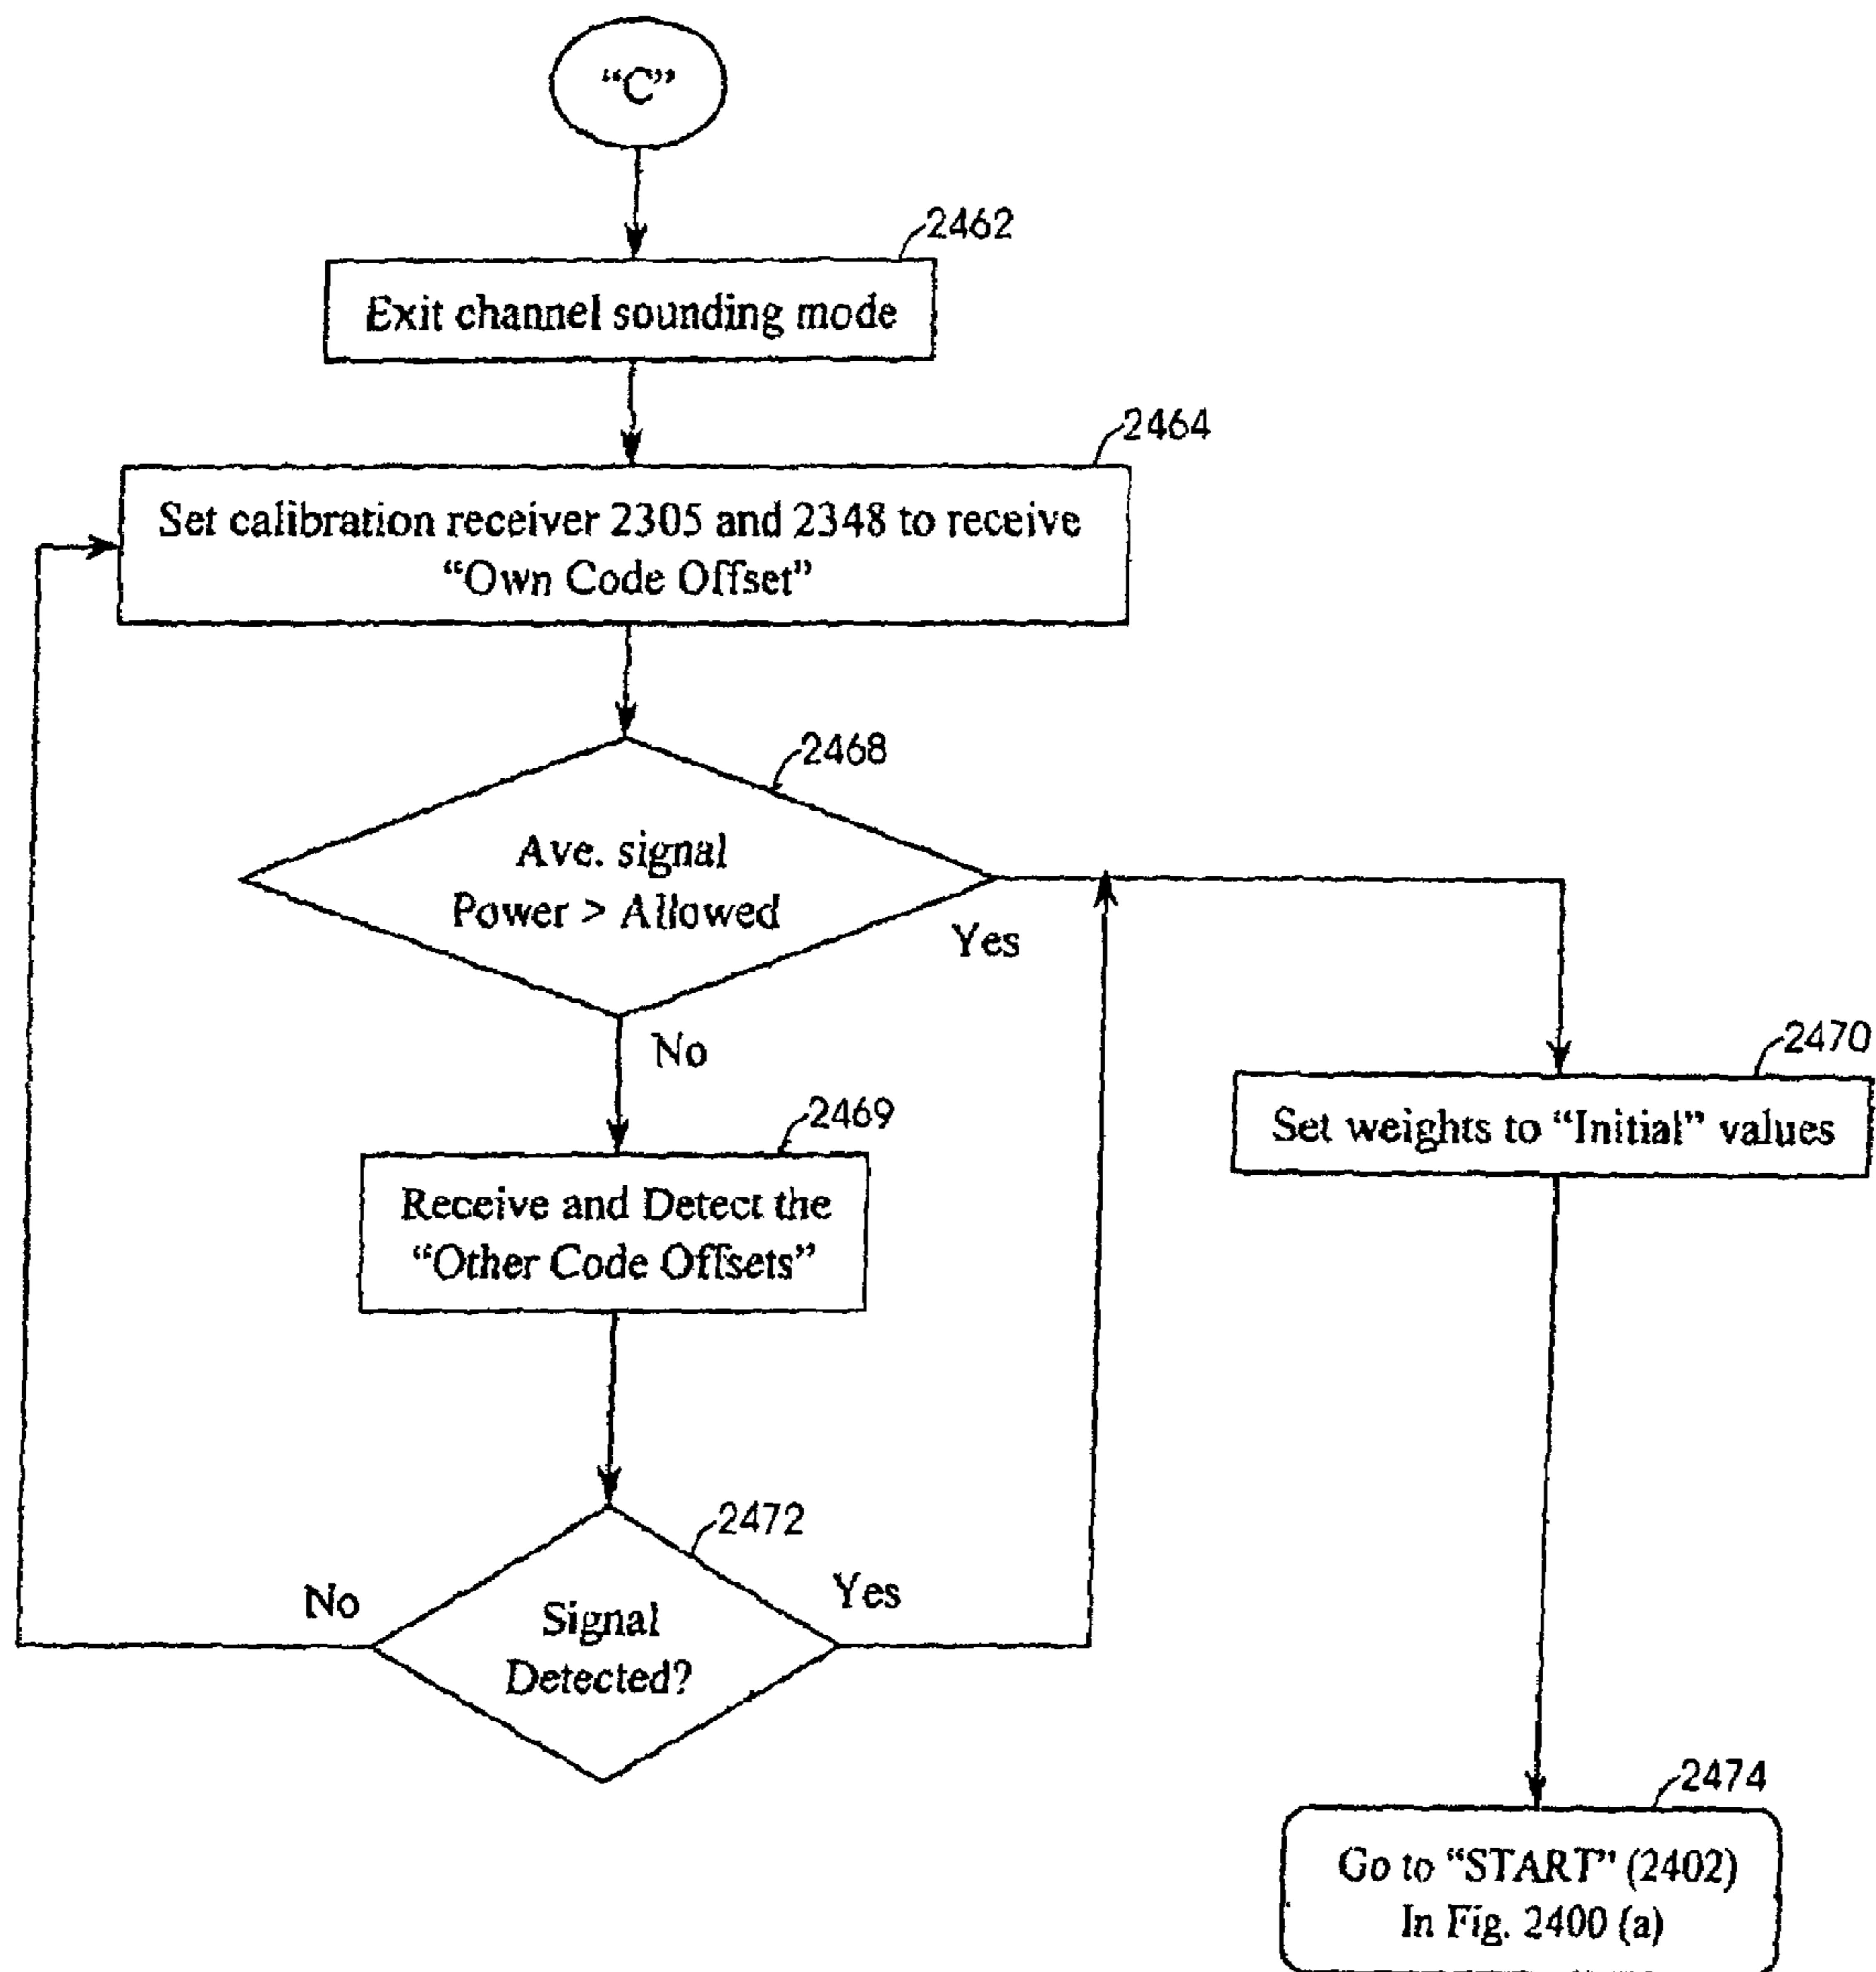 “C”
2462
Exit channel sounding mode
2464
Set calibration receiver 2305 and 2348 to receive
“Own Code Offset”
2468
Ave. signal
Power > Allowed
Yes
No
2470
Set weights to “Initial” values
2469
Receive and Detect the
“Other Code Offsets”
2472
No
Yes
Signal
Detected?
2474
Go to “START” (2402)
In Fig. 2400 (a)